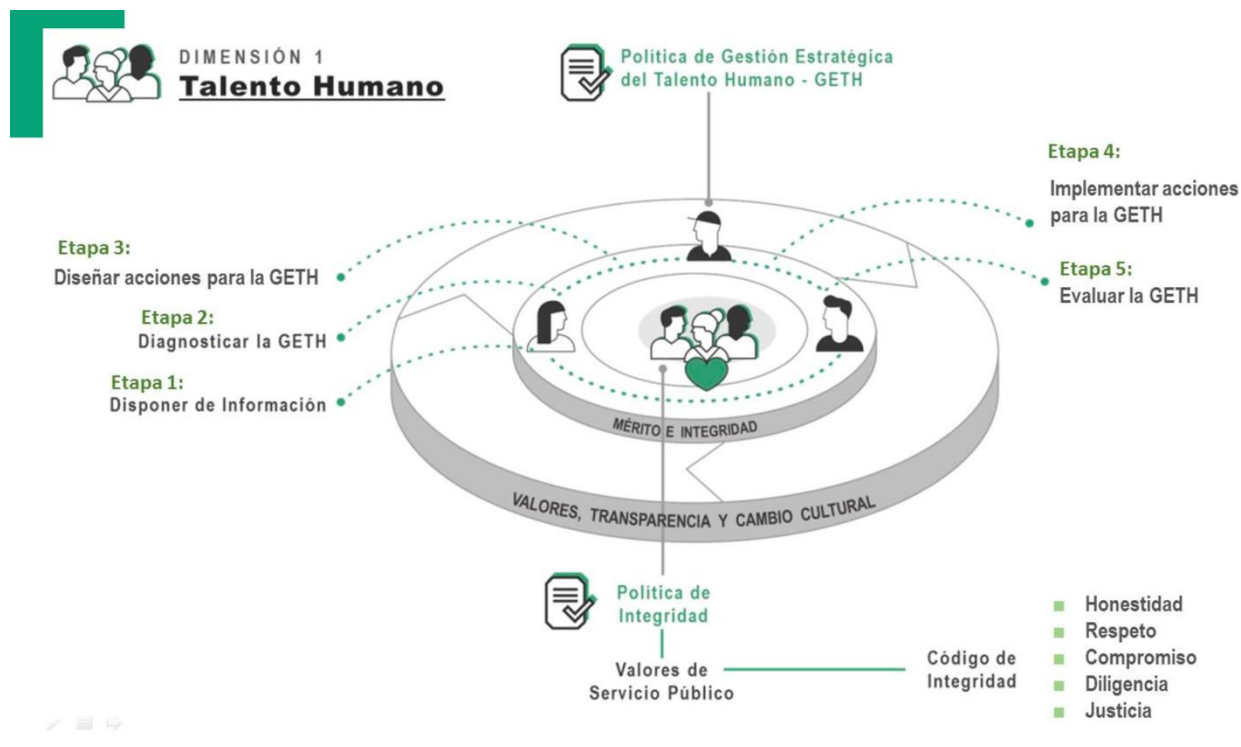 DIMENSIÓN 1
Talento Humano
Política de Gestión Estratégica
del Talento Humano - GETH
Etapa 4:
Implementar acciones
para la GETH
Etapa 3:
Diseñar acciones para la GETH
Etapa 5:
Evaluar la GETH
Etapa 2:
Diagnosticar la GETH
Etapa 1:
Disponer de Información
MÉRITO E INTEGRIDAD
VALORES, TRANSPARENCIA Y CAMBIO CULTURAL
Política de
Integridad
Valores de
Servicio Público
Código de
Integridad
Honestidad
Respeto
Compromiso
Diligencia
Justicia